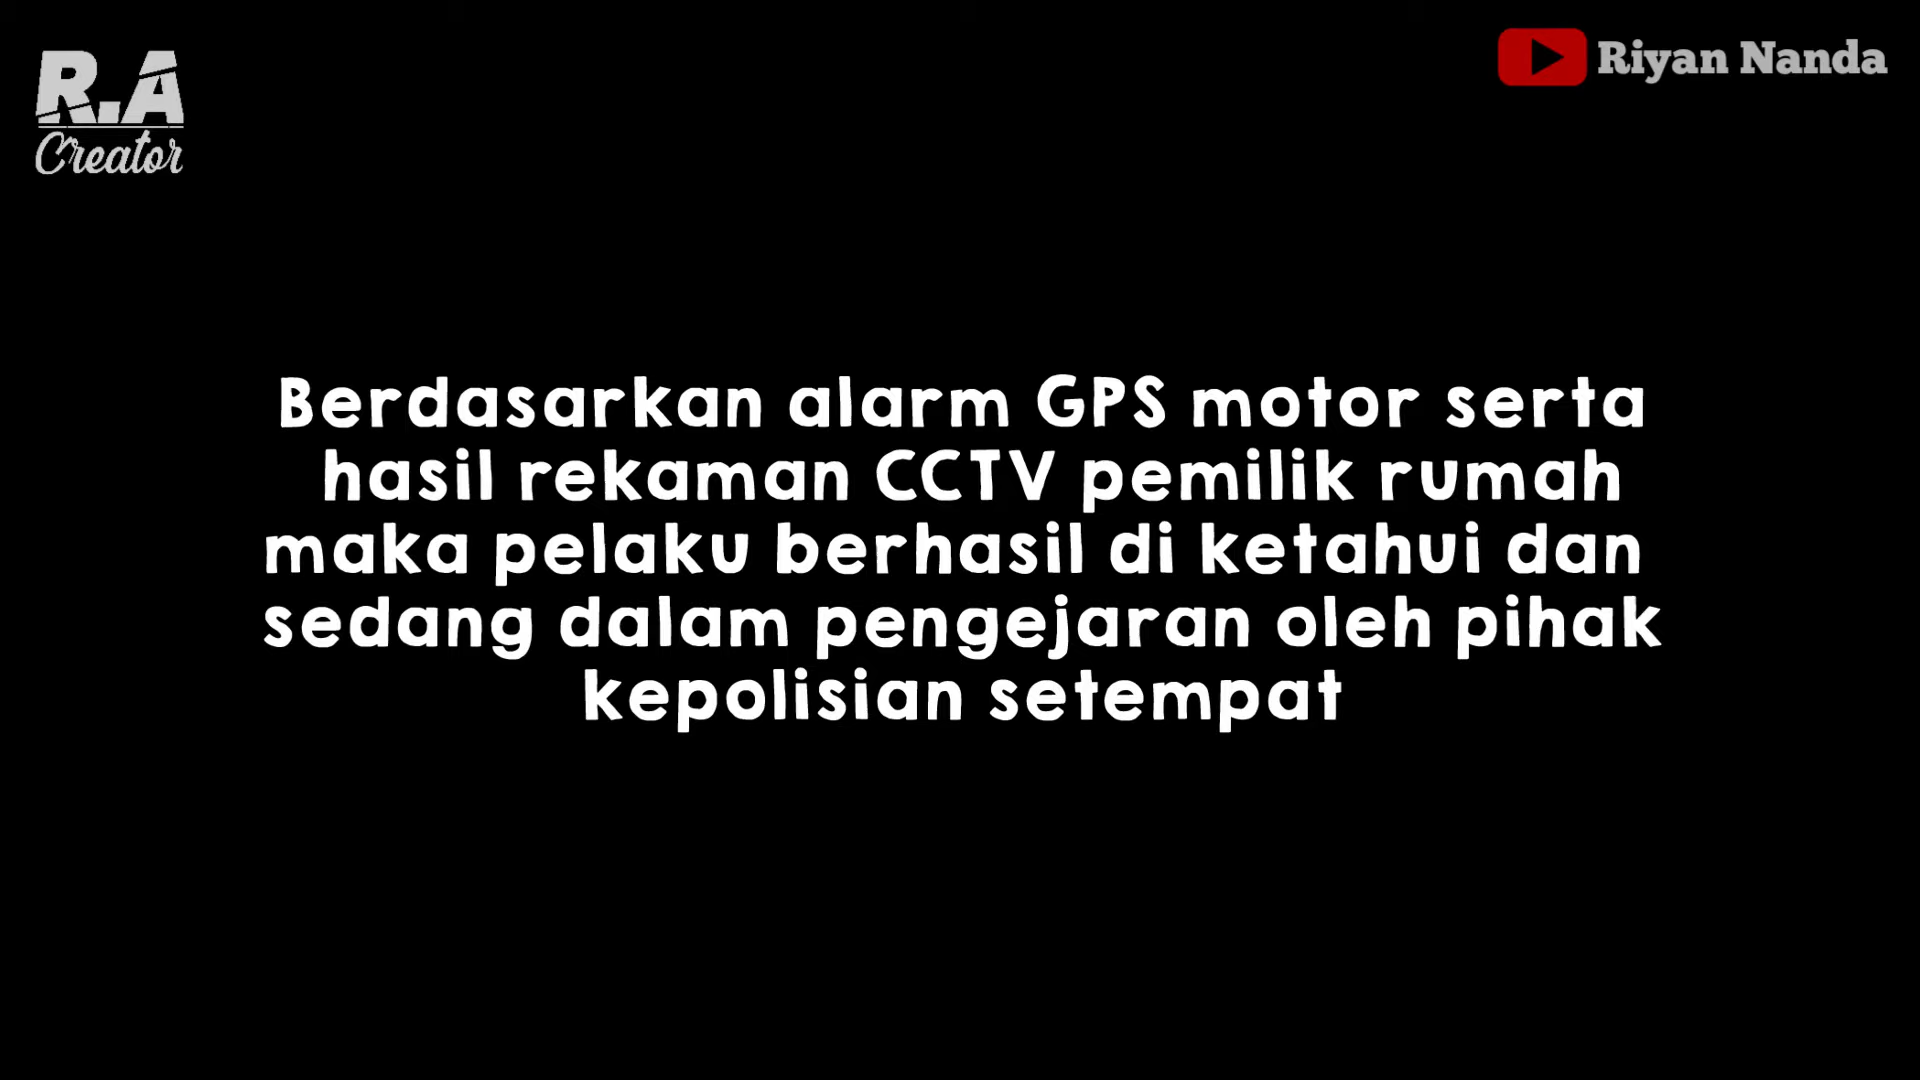 R.A
Creator
Riyan Nanda
Berdasarkan alarm GPS motor serta
hasil rekaman CCTV pemilik rumah
maka pelaku berhasil di ketahui dan
sedang dalam pengejaran oleh pihak
kepolisian setempat